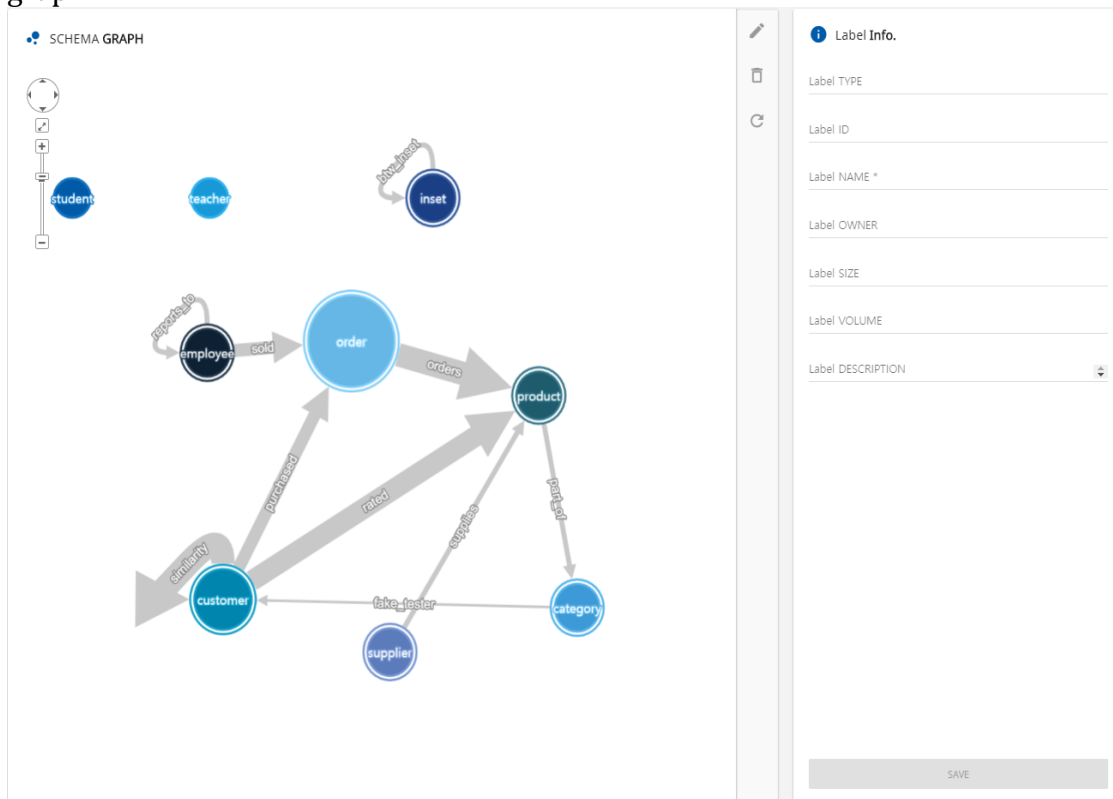 SCHEMA GRAPH
Label Info.
Label TYPE
Label ID
Label NAME *
Label OWNER
Label SIZE
Label VOLUME
Label DESCRIPTION
SAVE
student
teacher
btw_inset
inset
reports_to
employee
sold
order
orders
product
purchased
rated
supplies
part_of
similarity
customer
fake_tester
category
supplier